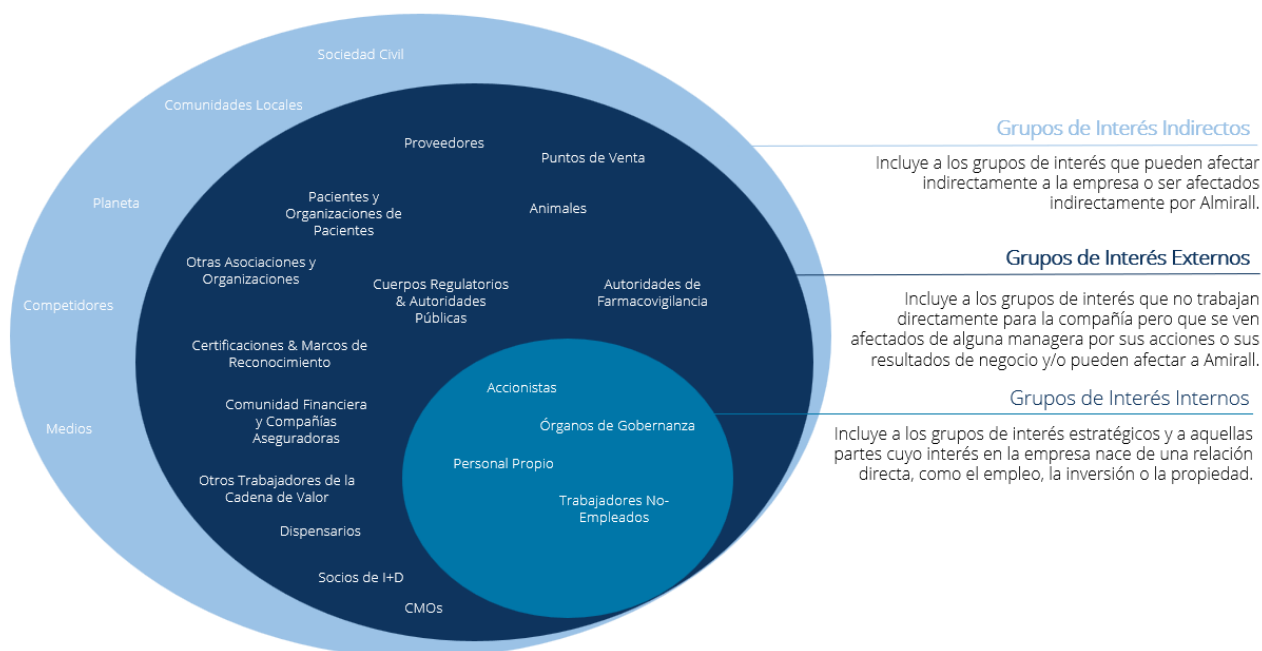 Sociedad Civil
Comunidades Locales
Planeta
Competidores
Medios
Proveedores
Puntos de Venta
Pacientes y
Organizaciones de
Pacientes
Animales
Otras Asociaciones y
Organizaciones
Cuerpos Regulatorios
& Autoridades
Públicas
Autoridades de
Farmacovigilancia
Certificaciones & Marcos de
Reconocimiento
Comunidad Financiera
y Compañías
Aseguradoras
Otros Trabajadores de la
Cadena de Valor
Dispensarios
Socios de I+D
CMOs
Accionistas
Órganos de Gobernanza
Personal Propio
Trabajadores No-
Empleados
Grupos de Interés Indirectos
Incluye a los grupos de interés que pueden afectar
indirectamente a la empresa o ser afectados
indirectamente por Almirall.
Grupos de Interés Externos
Incluye a los grupos de interés que no trabajan
directamente para la compañía pero que se ven
afectados de alguna managera por sus acciones o sus
resultados de negocio y/o pueden afectar a Amirall.
Grupos de Interés Internos
Incluye a los grupos de interés estratégicos y a aquellas
partes cuyo interés en la empresa nace de una relación
directa, como el empleo, la inversión o la propiedad.